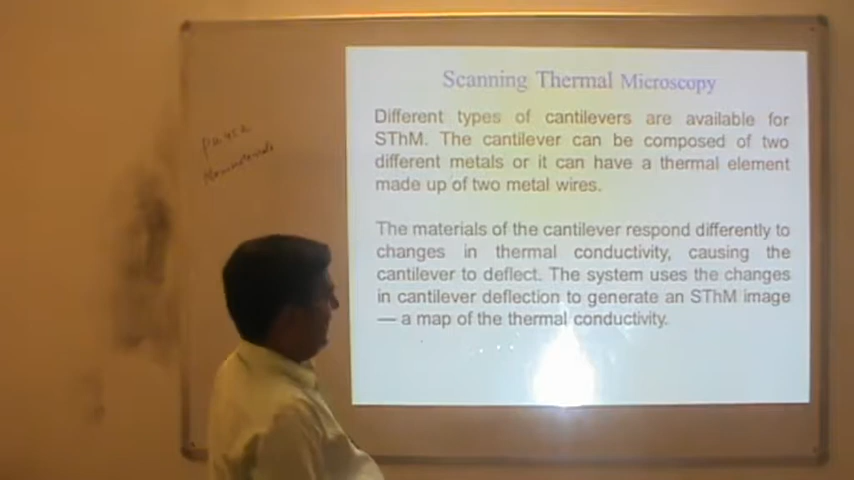 Scanning Thermal Microscopy
Different types of cantilevers are available for
SThM. The cantilever can be composed of two
different metals or it can have a thermal element
made up of two metal wires.
The materials of the cantilever respond differently to
changes in thermal conductivity, causing the
cantilever to deflect. The system uses the changes
in cantilever deflection to generate an SThM image
— a map of the thermal conductivity.